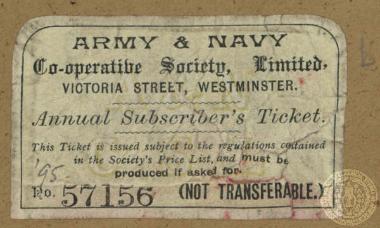 ARMY & NAVY
Co-operative Society, Limited,
VICTORIA STREET, WESTMINSTER.
Annual Subscriber's Ticket.
This Ticket is issued subject to the regulations contained
in the Society's Price List, and must be
produced if asked for.
'95.
No. 57156 (NOT TRANSFERABLE.)